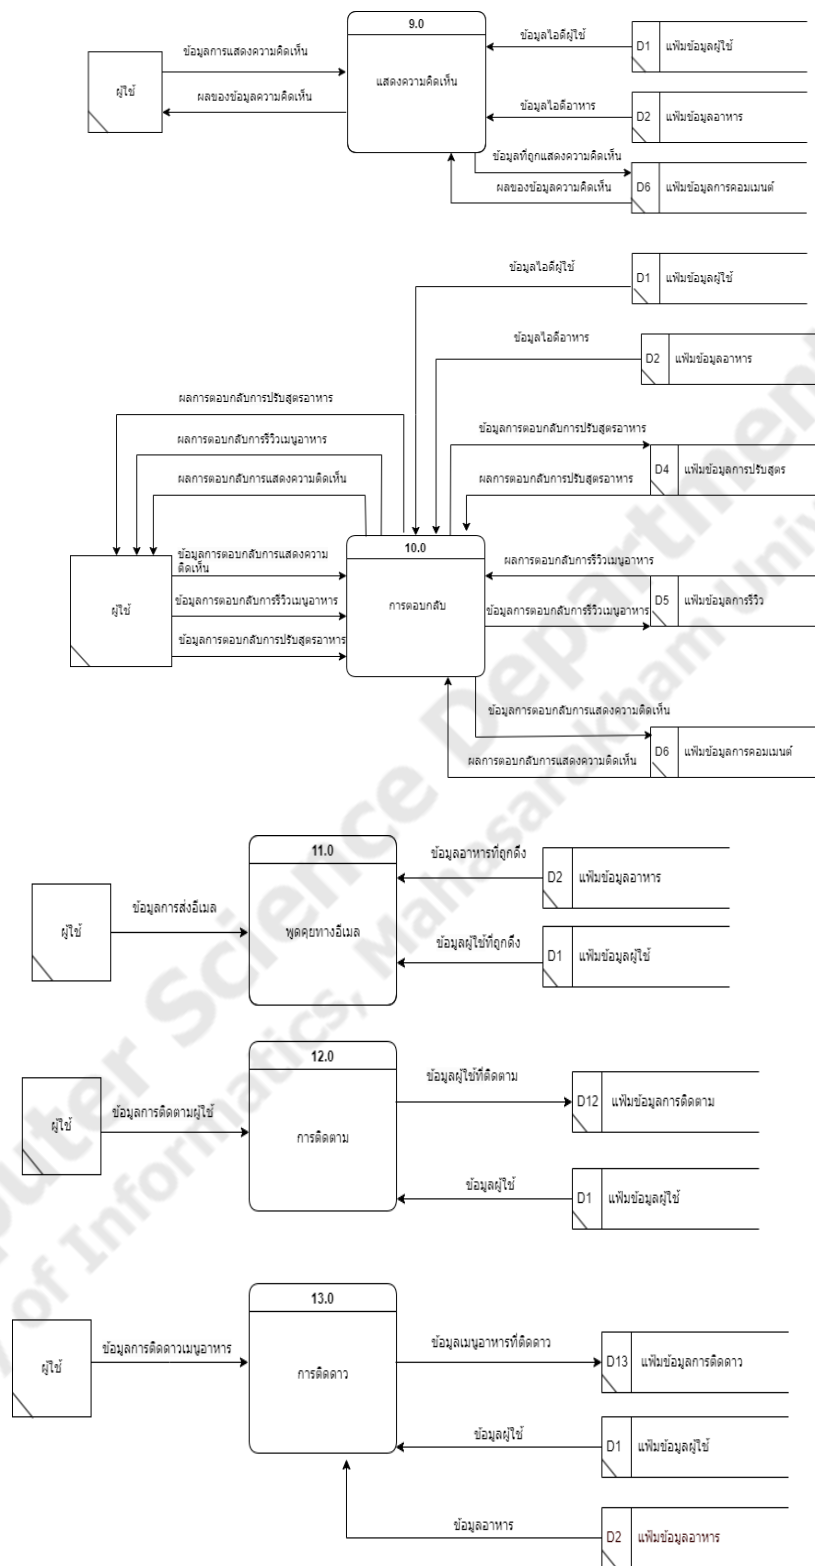 9.0
ข้อมูลการแสดงความคิดเห็น
ข้อมูลไอดีผู้ใช้
D1 แฟ้มข้อมูลผู้ใช้
ผู้ใช้
แสดงความคิดเห็น
ผลของข้อมูลความคิดเห็น
ข้อมูลไอดีอาหาร
D2 แฟ้มข้อมูลอาหาร
ข้อมูลที่ถูกแสดงความคิดเห็น
ผลของข้อมูลความคิดเห็น
D6 แฟ้มข้อมูลการคอมเมนต์
ข้อมูลไอดีผู้ใช้
D1 แฟ้มข้อมูลผู้ใช้
ข้อมูลไอดีอาหาร
D2 แฟ้มข้อมูลอาหาร
ผลการตอบกลับการปรับสูตรอาหาร
ข้อมูลการตอบกลับการปรับสูตรอาหาร
ผลการตอบกลับการรีวิวเมนูอาหาร
D4 แฟ้มข้อมูลการปรับสูตร
ผลการตอบกลับการแสดงความติดเห็น
ผลการตอบกลับการปรับสูตรอาหาร
10.0
ข้อมูลการตอบกลับการแสดงความ
ติดเห็น
ผลการตอบกลับการรีวิวเมนูอาหาร
ผู้ใช้
ข้อมูลการตอบกลับการรีวิวเมนูอาหาร
การตอบกลับ
ข้อมูลการตอบกลับการรีวิวเมนูอาหาร
D5 แฟ้มข้อมูลการรีวิว
ข้อมูลการตอบกลับการปรับสูตรอาหาร
ข้อมูลการตอบกลับการแสดงความติดเห็น
ผลการตอบกลับการแสดงความติดเห็น
D6 แฟ้มข้อมูลการคอมเมนต์
11.0
ข้อมูลอาหารที่ถูกดึง
D2 แฟ้มข้อมูลอาหาร
ข้อมูลการส่งอีเมล
ผู้ใช้
พูดคุยทางอีเมล
ข้อมูลผู้ใช้ที่ถูกดึง
D1 แฟ้มข้อมูลผู้ใช้
12.0
ข้อมูลผู้ใช้ที่ติดตาม
D12 แฟ้มข้อมูลการติดตาม
ข้อมูลการติดตามผู้ใช้
ผู้ใช้
การติดตาม
ข้อมูลผู้ใช้
D1 แฟ้มข้อมูลผู้ใช้
13.0
ข้อมูลการติดดาวเมนูอาหาร
ข้อมูลเมนูอาหารที่ติดดาว
ผู้ใช้
การติดดาว
D13 แฟ้มข้อมูลการติดดาว
ข้อมูลผู้ใช้
D1 แฟ้มข้อมูลผู้ใช้
ข้อมูลอาหาร
D2 แฟ้มข้อมูลอาหาร
puter Science Department
of Informatics, Mahasarakham Univ